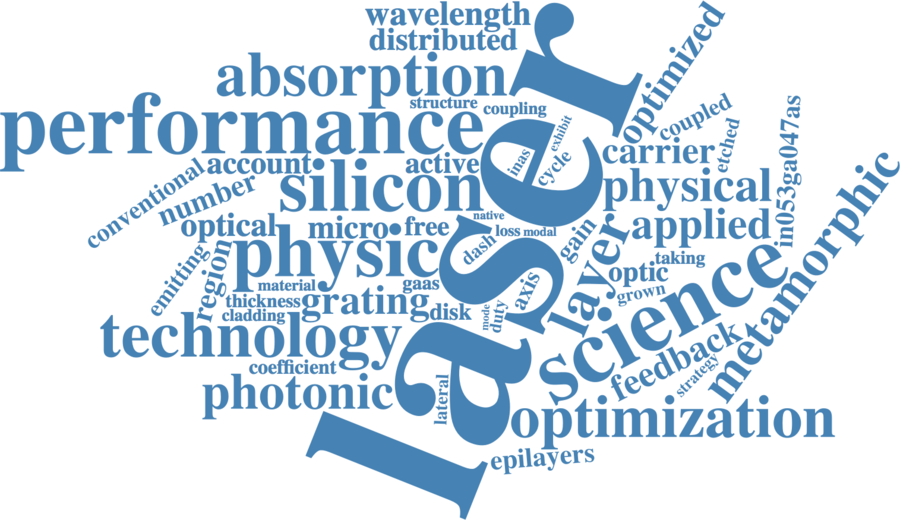 wavelength
distributed
absorption
optimized
structure
coupling
performance
exhibit
coupled
etched
in053ga047as
account
active
inas
cycle
carrier
conventional
number
silicon
physical
metamorphic
native
optical
micro
free
loss
modal
gain
layer
applied
emitting
region
physic
dash
laser
optic
taking
material
gaas
axis
grown
science
thickness
grating
disk
mode
duty
cladding
technology
feedback
coefficient
strategy
photonic
lateral
optimization
epilayers